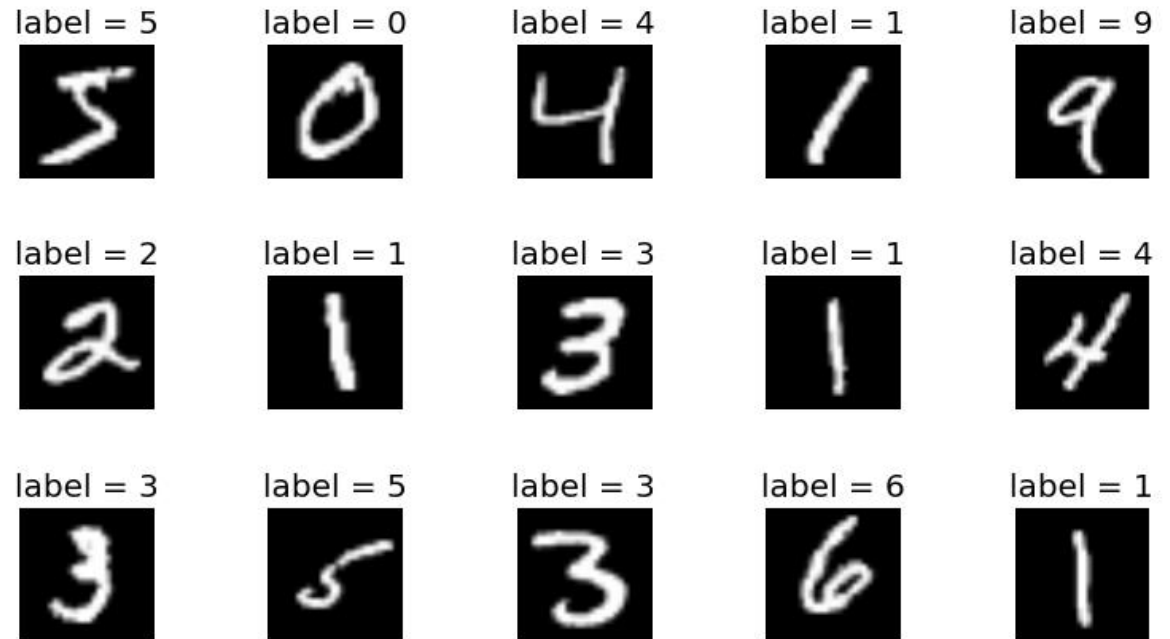 label = 5 label = 0 label = 4 label = 1 label = 9
5 0 4 1 9
label = 2 label = 1 label = 3 label = 1 label = 4
2 1 3 1 4
label = 3 label = 5 label = 3 label = 6 label = 1
3 5 3 6 1